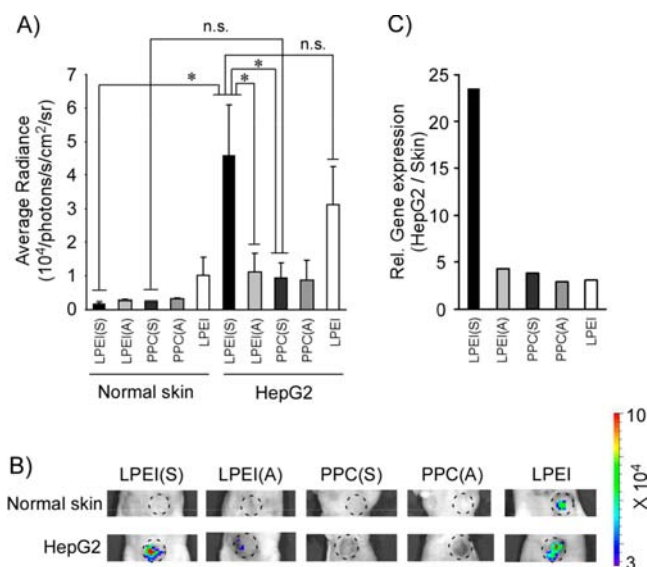 A)
n.s.
n.s.
*
*
*
7
6
5
4
3
2
1
0
Average Radiance
(10⁴/photons/s/cm²/sr)
LPEI(S)
LPEI(A)
PPC(S)
PPC(A)
LPEI
LPEI(S)
LPEI(A)
PPC(S)
PPC(A)
LPEI
Normal skin
HepG2
C)
25
20
15
10
5
0
Rel. Gene expression
(HepG2 / Skin)
LPEI(S)
LPEI(A)
PPC(S)
PPC(A)
LPEI
B)
LPEI(S) LPEI(A) PPC(S) PPC(A) LPEI
Normal skin
HepG2
10
X 10⁴
3